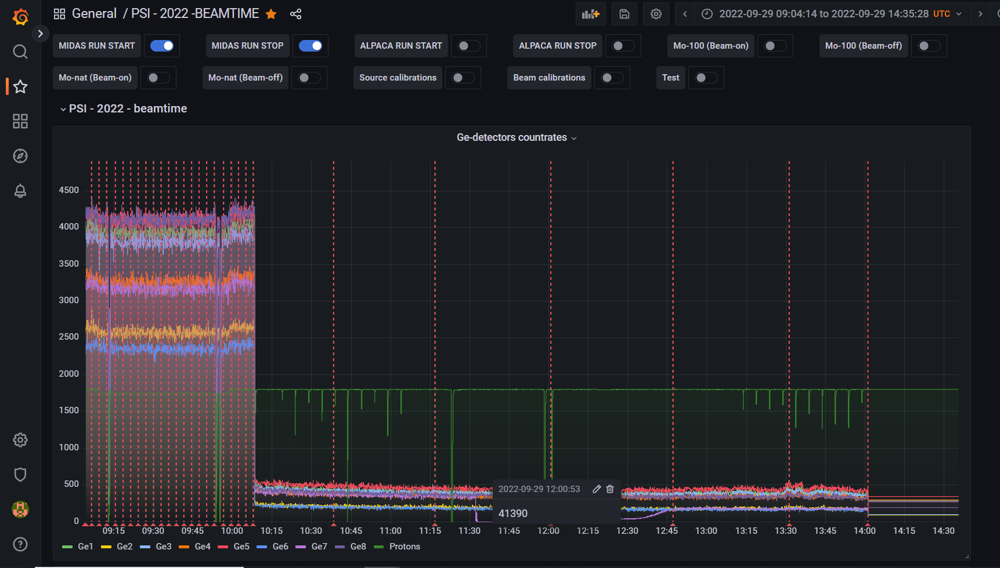 General / PSI - 2022 -BEAMTIME
2022-09-29 09:04:14 to 2022-09-29 14:35:28 UTC
MIDAS RUN START
MIDAS RUN STOP
ALPACA RUN START
ALPACA RUN STOP
Mo-100 (Beam-on)
Mo-100 (Beam-off)
Mo-nat (Beam-on)
Mo-nat (Beam-off)
Source calibrations
Beam calibrations
Test
PSI - 2022 - beamtime
Ge-detectors countrates
4500
4000
3500
3000
2500
2000
1500
1000
500
0
2022-09-29 12:00:53
41390
09:15 09:30 09:45 10:00 10:15 10:30 10:45 11:00 11:15 11:30 11:45 12:00 12:15 12:30 12:45 13:00 13:15 13:30 13:45 14:00 14:15 14:30
Ge1 Ge2 Ge3 Ge4 Ge5 Ge6 Ge7 Ge8 Protons